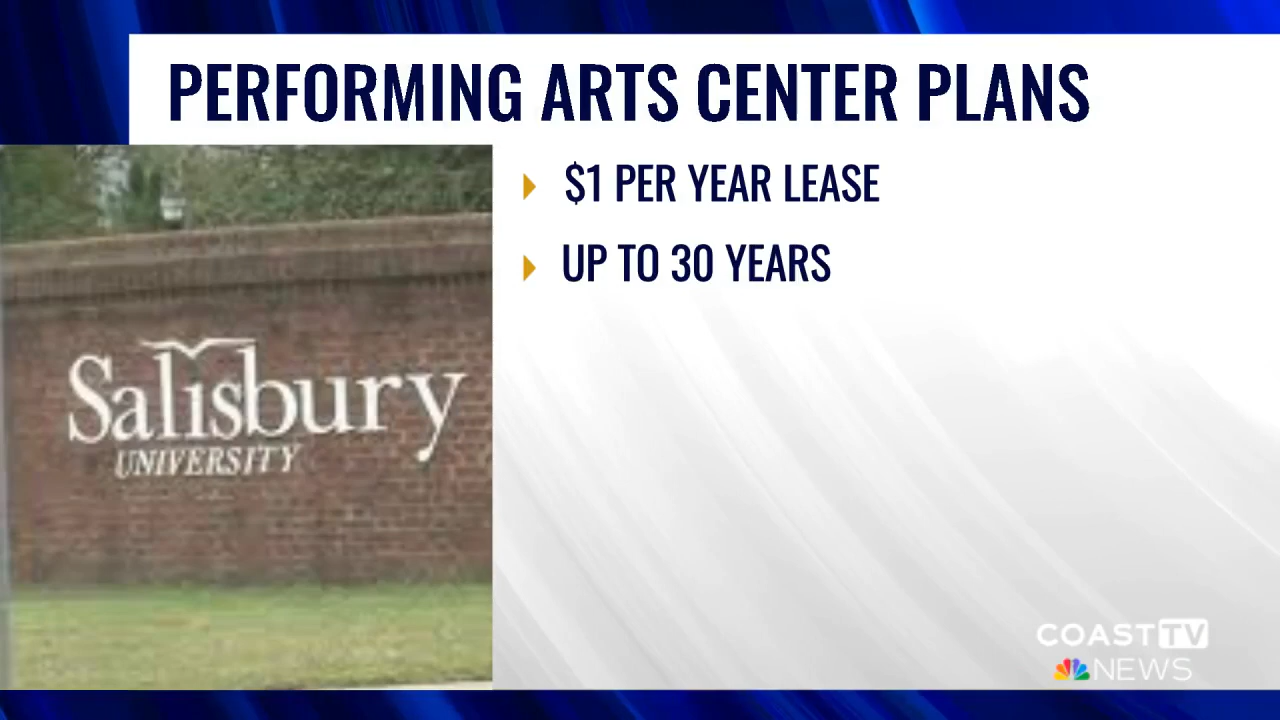 PERFORMING ARTS CENTER PLANS
$1 PER YEAR LEASE
UP TO 30 YEARS
Salisbury
UNIVERSITY
COAST TV
NEWS